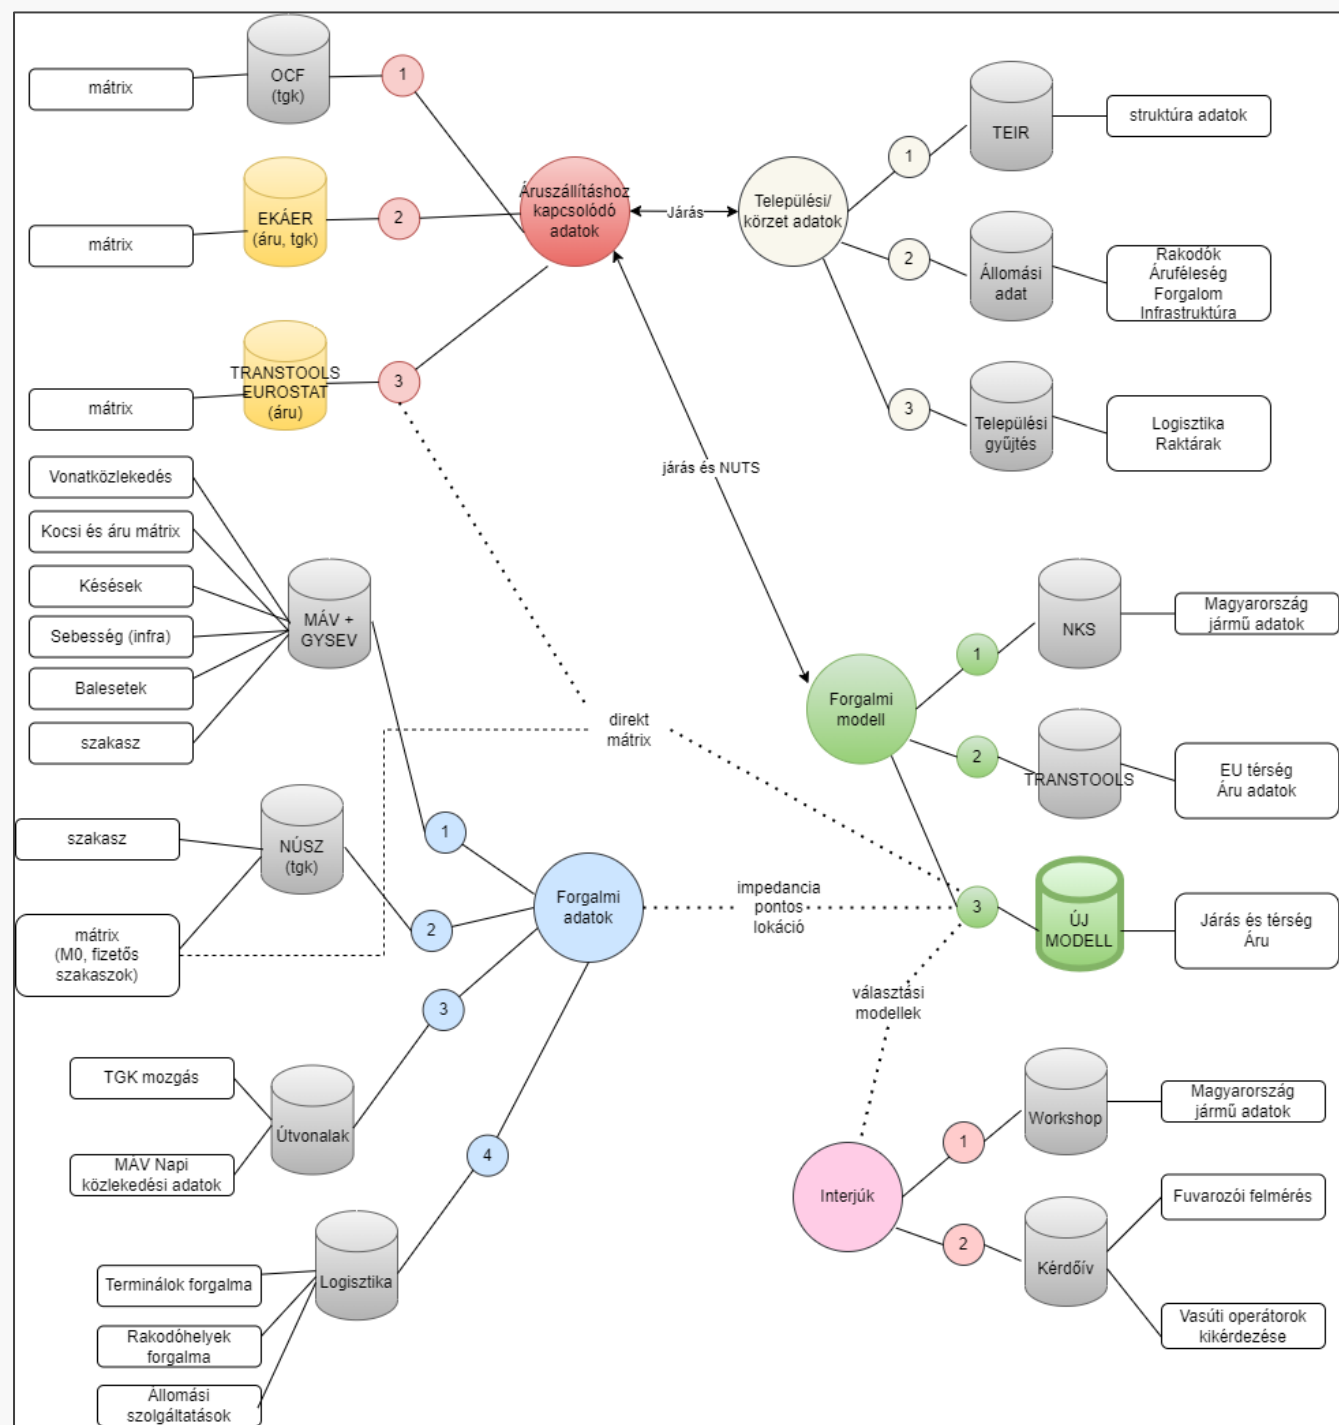 mátrix
OCF
(tgk)
1
mátrix
EKÁER
(áru, tgk)
2
mátrix
TRANSTOOLS
EUROSTAT
(áru)
3
Áruszállításhoz
kapcsolódó
adatok
Járás
Települési/
körzet adatok
1
TEIR
struktúra adatok
2
Állomási
adat
Rakodók
Áruféleség
Forgalom
Infrastruktúra
3
Települési
gyűjtés
Logisztika
Raktárak
járás és NUTS
Vonatközlekedés
Kocsi és áru mátrix
Késések
Sebesség (infra)
Balesetek
szakasz
MÁV +
GYSEV
direkt
mátrix
Forgalmi
modell
1
NKS
Magyarország
jármű adatok
2
TRANSTOOLS
EU térség
Áru adatok
3
ÚJ
MODELL
Járás és térség
Áru
szakasz
mátrix
(M0, fizetős
szakaszok)
NÚSZ
(tgk)
1
2
3
4
Forgalmi
adatok
impedancia
pontos
lokáció
választási
modellek
TGK mozgás
MÁV Napi
közlekedési adatok
Útvonalak
Terminálok forgalma
Rakodóhelyek
forgalma
Állomási
szolgáltatások
Logisztika
Interjúk
1
Workshop
Magyarország
jármű adatok
2
Kérdőív
Fuvarozói felmérés
Vasúti operátorok
kikérdezése